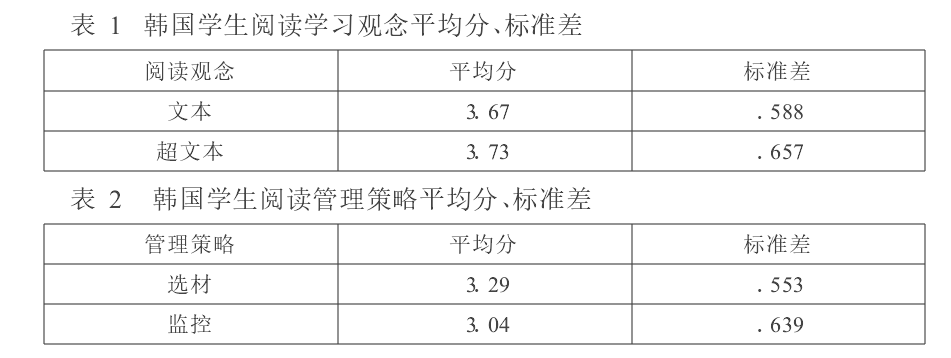 表 1 韩国学生阅读学习观念平均分、标准差
阅读观念 平均分 标准差
文本 3. 67 . 588
超文本 3. 73 . 657
表 2 韩国学生阅读管理策略平均分、标准差
管理策略 平均分 标准差
选材 3. 29 . 553
监控 3. 04 . 639